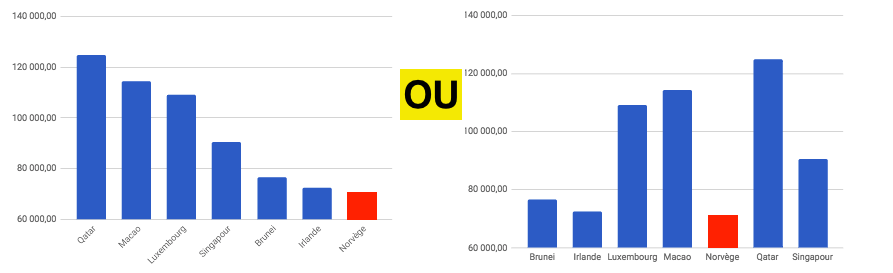 140 000,00
120 000,00
100 000,00
80 000,00
60 000,00
Qatar
Macao
Luxembourg
Singapour
Brunei
Irlande
Norvège
OU
140 000,00
120 000,00
100 000,00
80 000,00
60 000,00
Brunei Irlande Luxembourg Macao Norvège Qatar Singapour